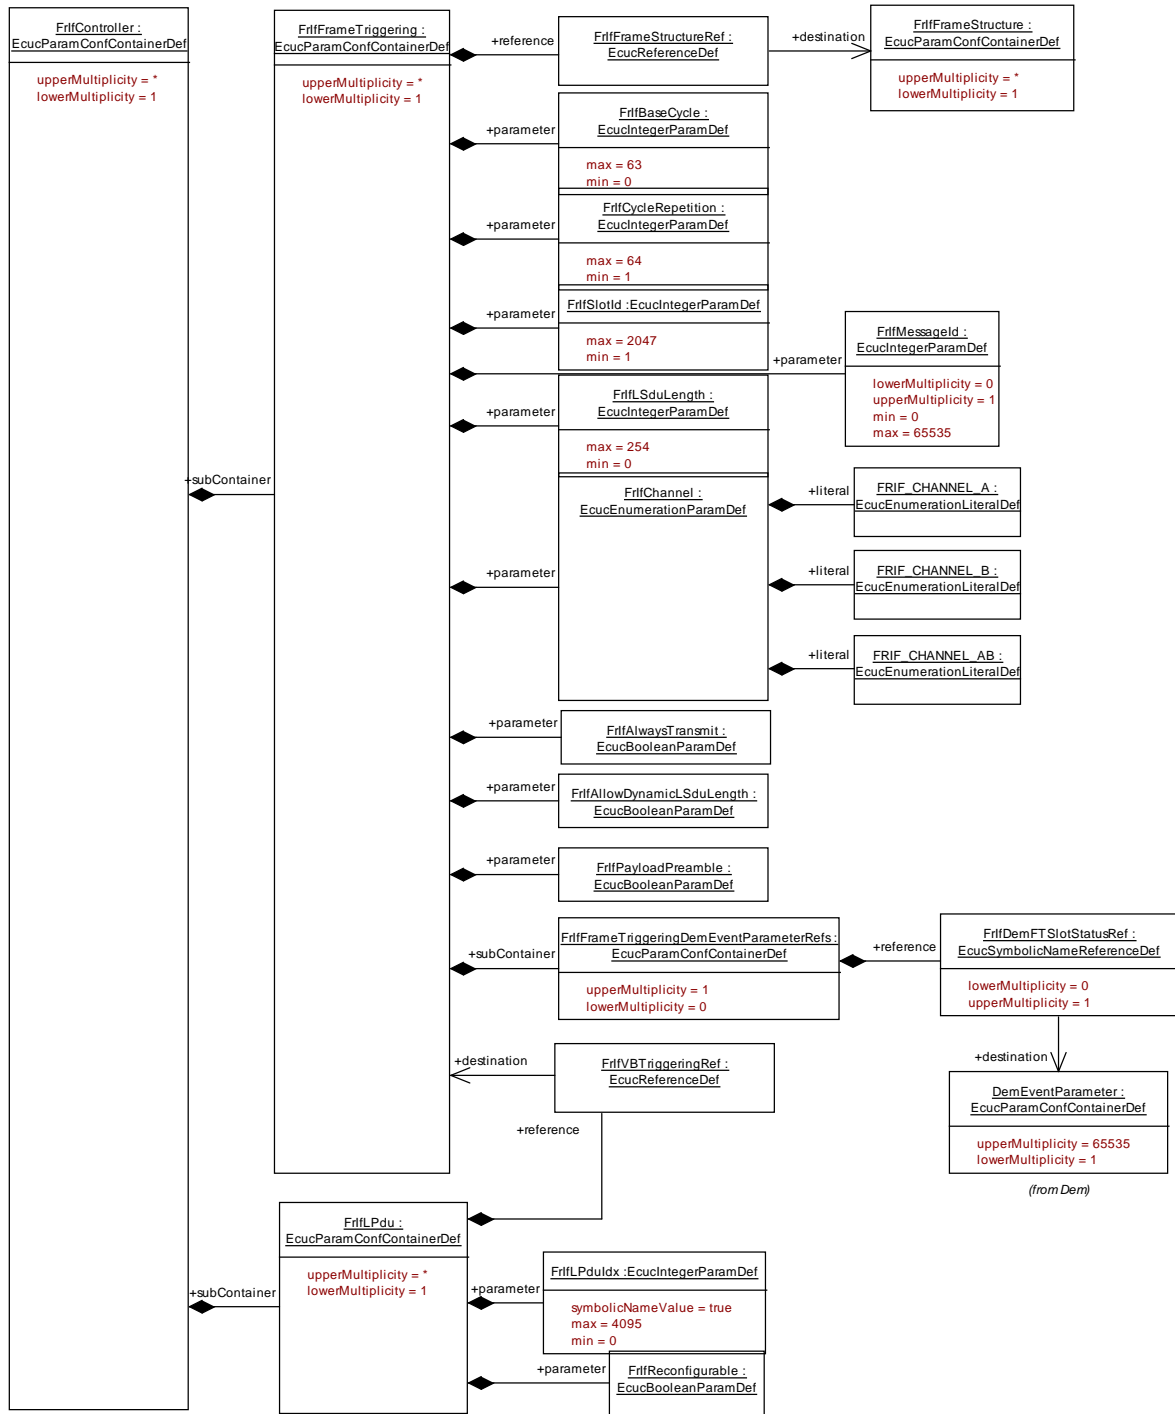 FrIfController :
EcucParamConfContainerDef
upperMultiplicity = *
lowerMultiplicity = 1
FrIfFrameTriggering :
EcucParamConfContainerDef
upperMultiplicity = *
lowerMultiplicity = 1
+reference
FrIfFrameStructureRef :
EcucReferenceDef
+destination
FrIfFrameStructure :
EcucParamConfContainerDef
upperMultiplicity = *
lowerMultiplicity = 1
+parameter
FrIfBaseCycle :
EcucIntegerParamDef
max = 63
min = 0
+parameter
FrIfCycleRepetition :
EcucIntegerParamDef
max = 64
min = 1
+parameter
FrIfSlotId :EcucIntegerParamDef
max = 2047
min = 1
+parameter
FrIfMessageId :
EcucIntegerParamDef
lowerMultiplicity = 0
upperMultiplicity = 1
min = 0
max = 65535
+parameter
FrIfLSduLength :
EcucIntegerParamDef
max = 254
min = 0
+subContainer
+parameter
FrIfChannel :
EcucEnumerationParamDef
+literal
FRIF_CHANNEL_A :
EcucEnumerationLiteralDef
+literal
FRIF_CHANNEL_B :
EcucEnumerationLiteralDef
+literal
FRIF_CHANNEL_AB :
EcucEnumerationLiteralDef
+parameter
FrIfAlwaysTransmit :
EcucBooleanParamDef
+parameter
FrIfAllowDynamicLSduLength :
EcucBooleanParamDef
+parameter
FrIfPayloadPreamble :
EcucBooleanParamDef
+subContainer
FrIfFrameTriggeringDemEventParameterRefs :
EcucParamConfContainerDef
upperMultiplicity = 1
lowerMultiplicity = 0
+reference
FrIfDemFTSlotStatusRef :
EcucSymbolicNameReferenceDef
lowerMultiplicity = 0
upperMultiplicity = 1
+destination
DemEventParameter :
EcucParamConfContainerDef
upperMultiplicity = 65535
lowerMultiplicity = 1
(from Dem)
+destination
FrIfVBTriggeringRef :
EcucReferenceDef
+reference
+subContainer
FrIfLPdu :
EcucParamConfContainerDef
upperMultiplicity = *
lowerMultiplicity = 1
+parameter
FrIfLPduIdx :EcucIntegerParamDef
symbolicNameValue = true
max = 4095
min = 0
+parameter
FrIfReconfigurable :
EcucBooleanParamDef